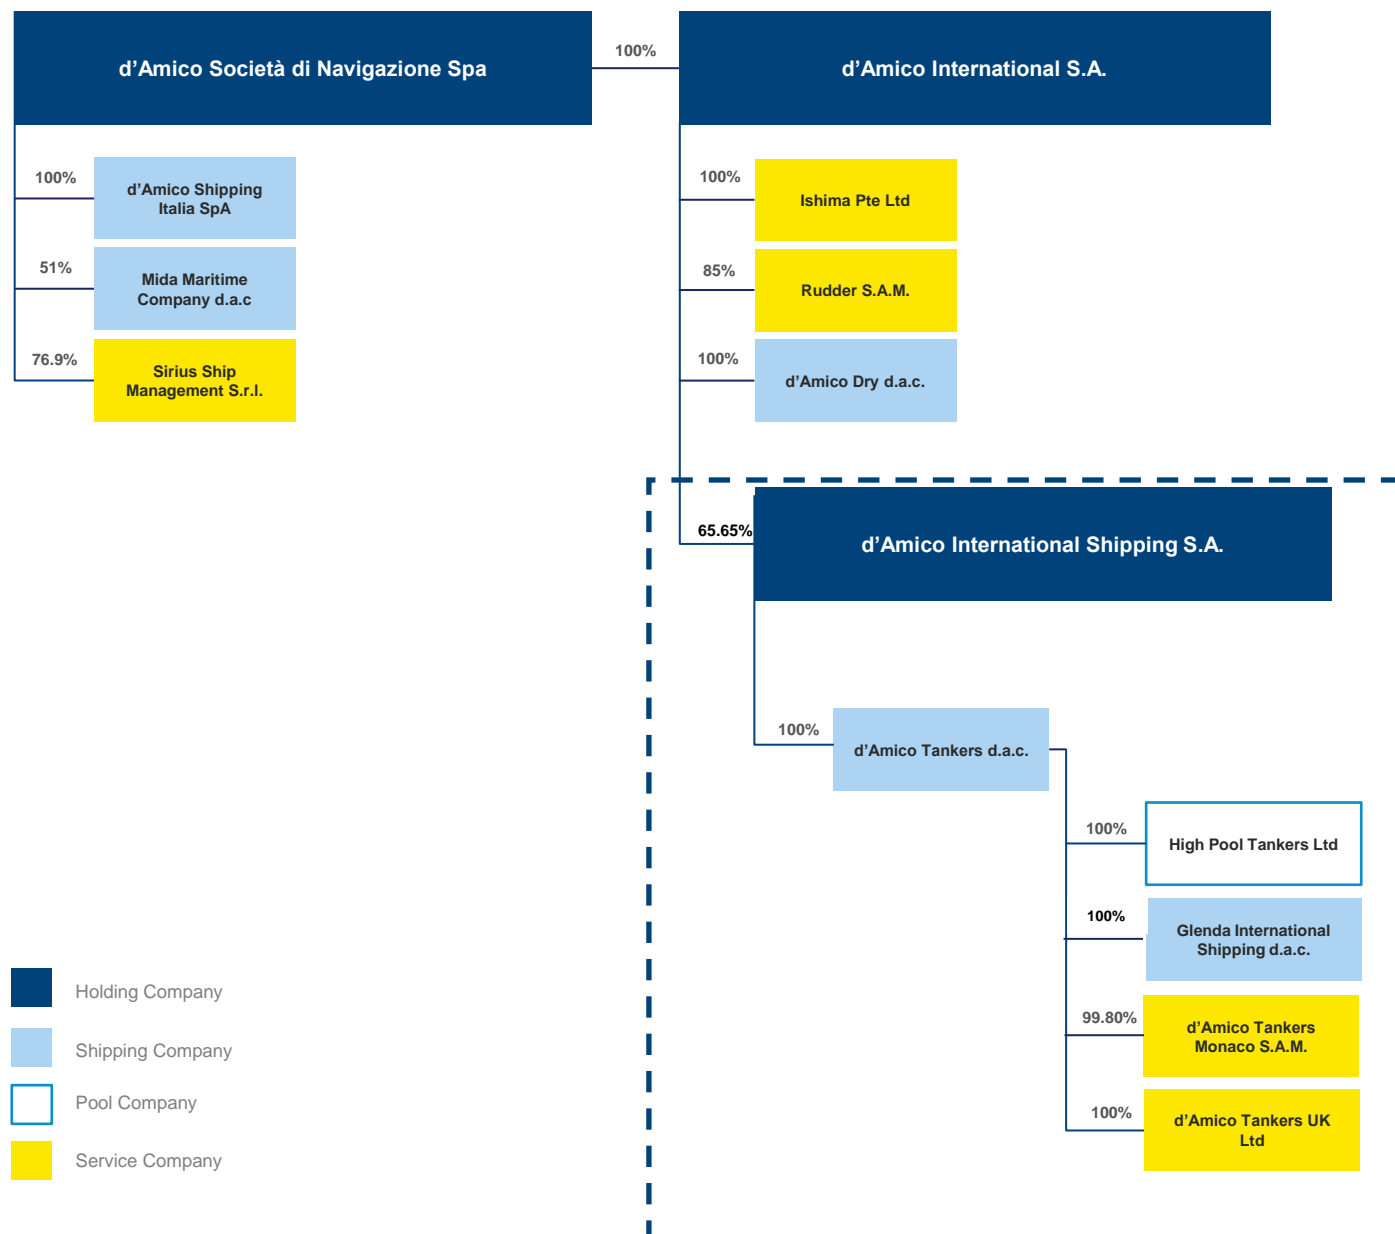 d’Amico Società di Navigazione Spa
100%
d’Amico International S.A.
100%
d’Amico Shipping
Italia SpA
51%
Mida Maritime
Company d.a.c
76.9%
Sirius Ship
Management S.r.l.
100%
Ishima Pte Ltd
85%
Rudder S.A.M.
100%
d’Amico Dry d.a.c.
65.65%
d’Amico International Shipping S.A.
100%
d’Amico Tankers d.a.c.
100%
High Pool Tankers Ltd
100%
Glenda International
Shipping d.a.c.
99.80%
d’Amico Tankers
Monaco S.A.M.
100%
d’Amico Tankers UK
Ltd
Holding Company
Shipping Company
Pool Company
Service Company